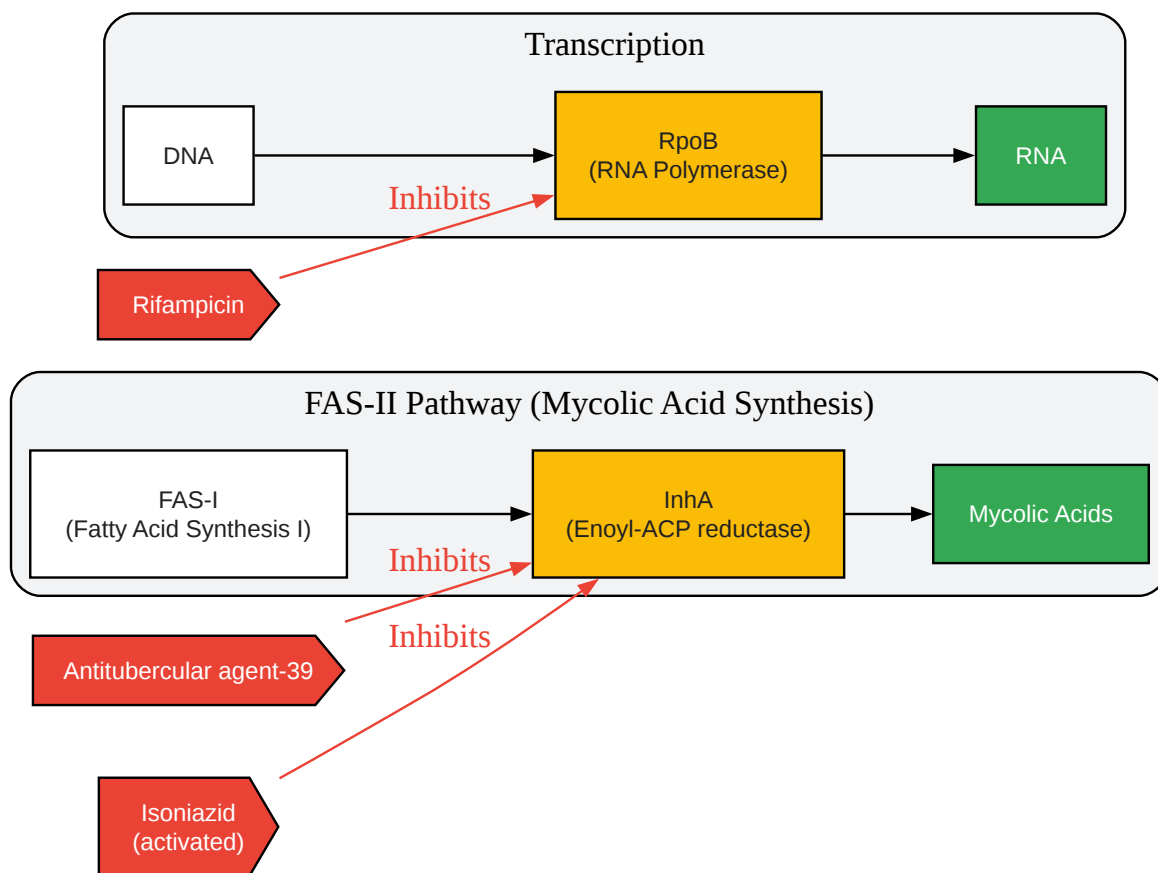 Transcription
DNA
RpoB
(RNA Polymerase)
RNA
Inhibits
Rifampicin
FAS-II Pathway (Mycolic Acid Synthesis)
FAS-I
(Fatty Acid Synthesis I)
InhA
(Enoyl-ACP reductase)
Mycolic Acids
Inhibits
Inhibits
Antitubercular agent-39
Isoniazid
(activated)